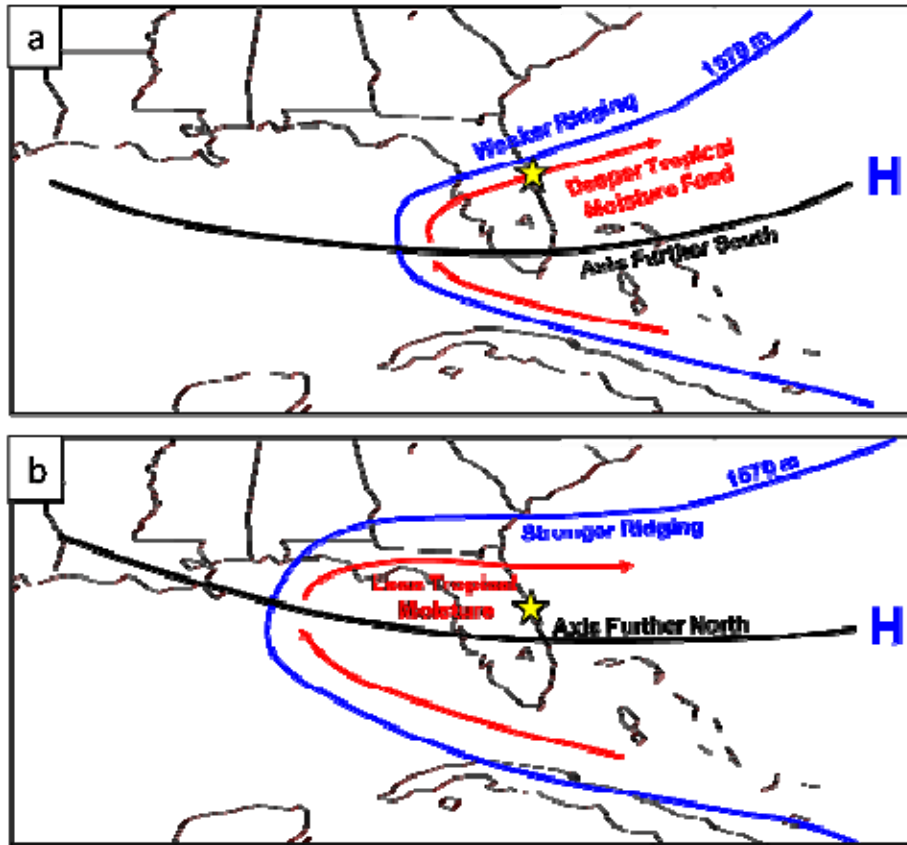 a
1570 m
Weaker Ridging
Deeper Tropical
Moisture Feed
H
Axis Further South
b
1570 m
Stronger Ridging
Less Tropical
Moisture
Axis Further North
H